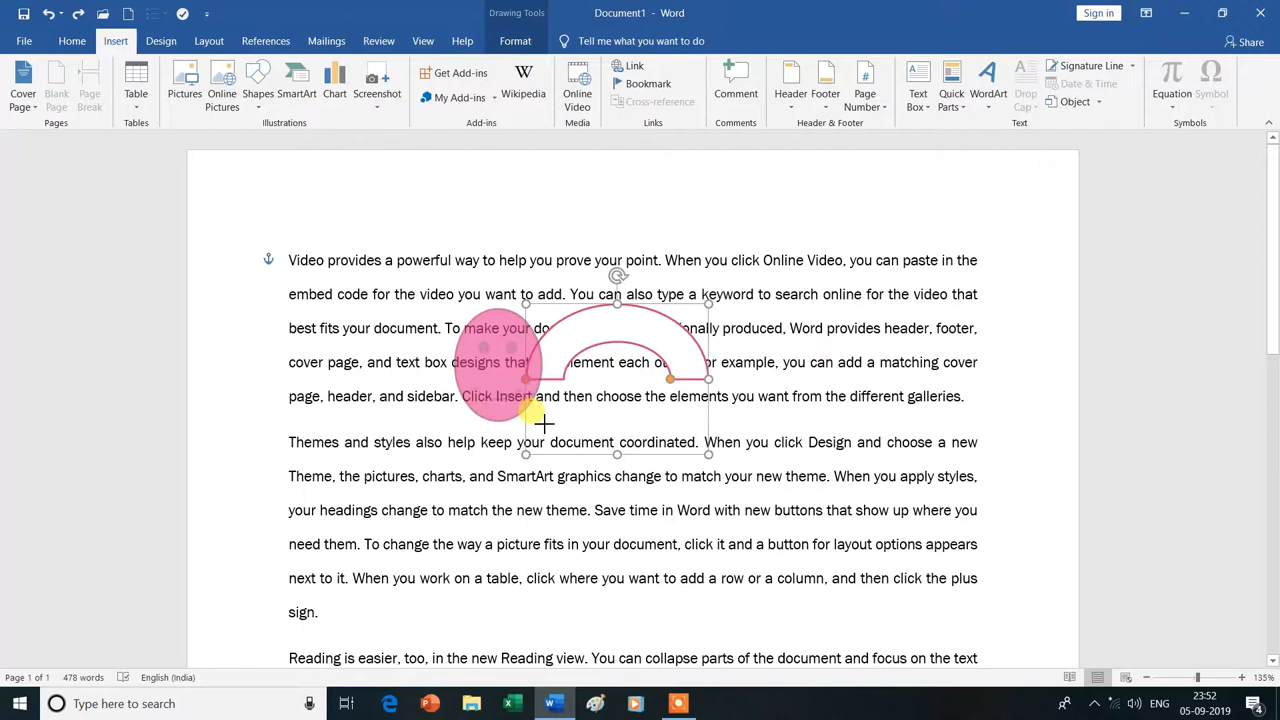 Drawing Tools
Document1 - Word
Sign in
File
Home
Insert
Design
Layout
References
Mailings
Review
View
Help
Format
Tell me what you want to do
Share
Cover Page
Blank Page
Page Break
Pages
Table
Tables
Pictures
Online Pictures
Shapes
SmartArt
Chart
Screenshot
Illustrations
Get Add-ins
My Add-ins
Wikipedia
Add-ins
Online Video
Media
Link
Bookmark
Cross-reference
Links
Comment
Comments
Header
Footer
Page Number
Header & Footer
Text Box
Quick Parts
WordArt
Drop Cap
Signature Line
Date & Time
Object
Text
Equation
Symbol
Symbols
Video provides a powerful way to help you prove your point. When you click Online Video, you can paste in the
embed code for the video you want to add. You can also type a keyword to search online for the video that
best fits your document. To make your do onally produced, Word provides header, footer,
cover page, and text box designs that lement each ot or example, you can add a matching cover
page, header, and sidebar. Click Insert and then choose the elements you want from the different galleries.
Themes and styles also help keep your document coordinated. When you click Design and choose a new
Theme, the pictures, charts, and SmartArt graphics change to match your new theme. When you apply styles,
your headings change to match the new theme. Save time in Word with new buttons that show up where you
need them. To change the way a picture fits in your document, click it and a button for layout options appears
next to it. When you work on a table, click where you want to add a row or a column, and then click the plus
sign.
Reading is easier, too, in the new Reading view. You can collapse parts of the document and focus on the text
Page 1 of 1
478 words
English (India)
135%
Type here to search
23:52
05-09-2019
4